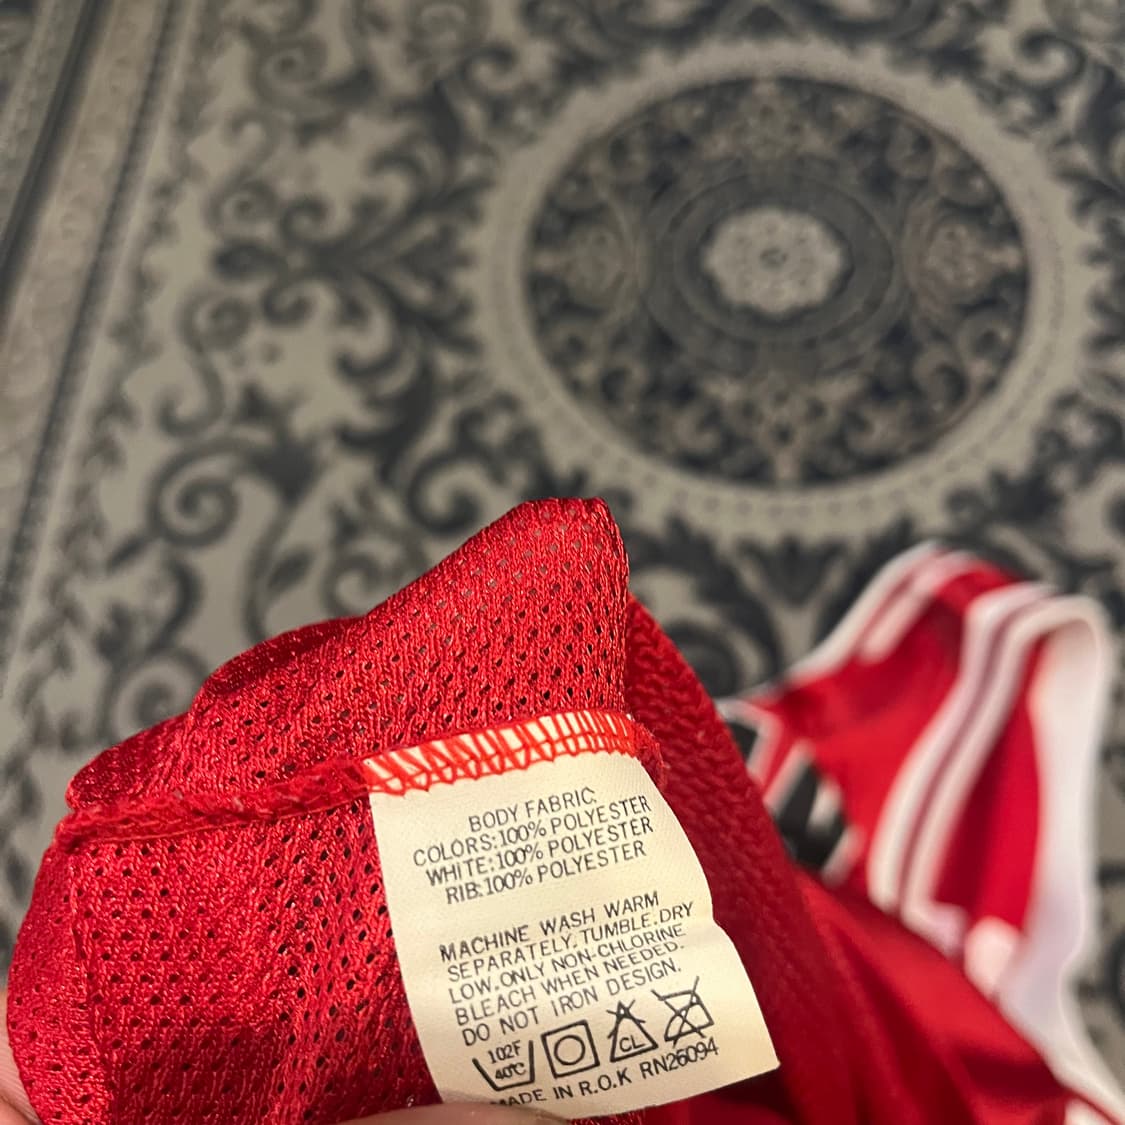 BODY FABRIC
COLORS:100% POLYESTER
WHITE:100% POLYESTER
RIB:100% POLYESTER
MACHINE WASH WARM
SEPARATELY.TUMBLE.DRY
LOW.ONLY NON-CHLORINE
BLEACH WHEN NEEDED.
DO NOT IRON DESIGN.
102F
40°C
CL
MADE IN R.O.K RN26094